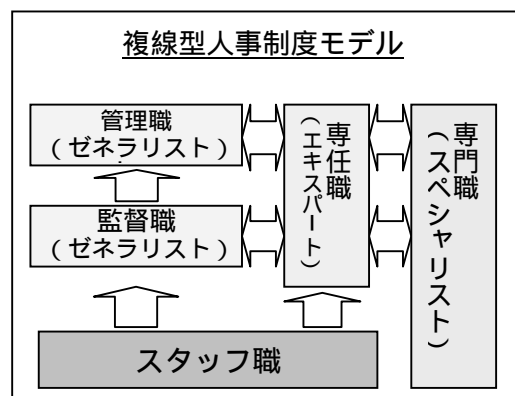 複線型人事制度モデル
管理職
（ゼネラリスト）
監督職
（ゼネラリスト）
専任職
（エキスパート）
専門職
（スペシャリスト）
スタッフ職